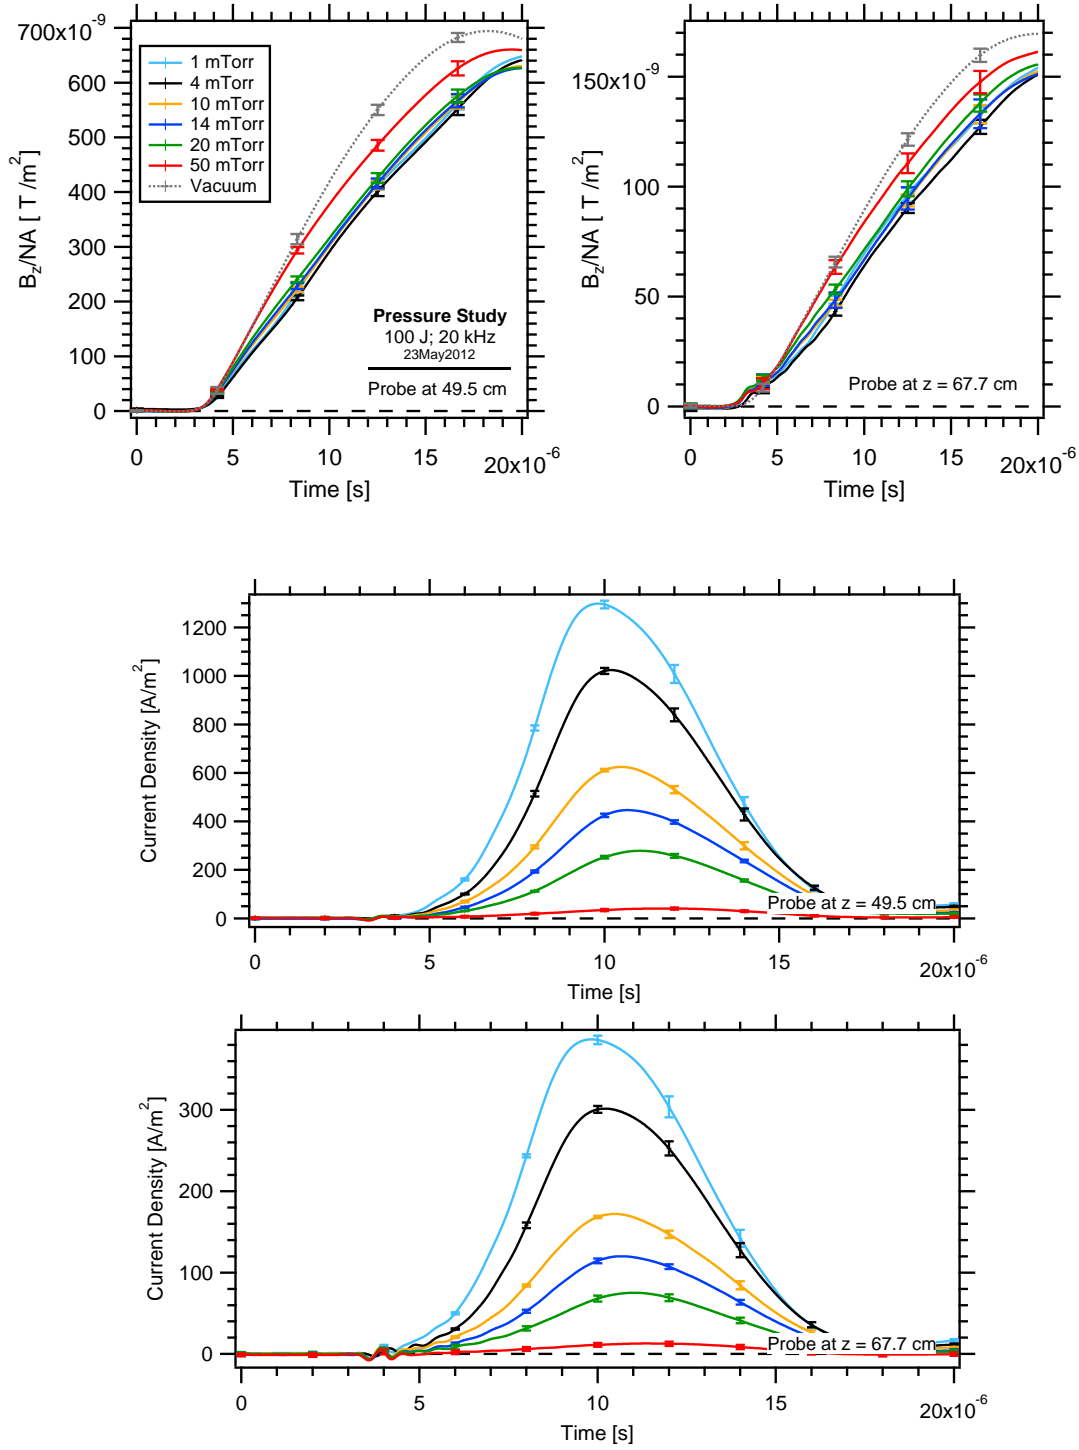 700x10⁻⁹
600
500
400
300
200
100
0
B_z/NA [ T /m²]
1 mTorr
4 mTorr
10 mTorr
14 mTorr
20 mTorr
50 mTorr
Vacuum
Pressure Study
100 J; 20 kHz
23May2012
Probe at 49.5 cm
0 5 10 15 20x10⁻⁶
Time [s]
150x10⁻⁹
100
50
0
B_z/NA [ T /m²]
Probe at z = 67.7 cm
0 5 10 15 20x10⁻⁶
Time [s]
1200
1000
800
600
400
200
0
Current Density [A/m²]
Probe at z = 49.5 cm
0 5 10 15 20x10⁻⁶
Time [s]
300
200
100
0
Current Density [A/m²]
Probe at z = 67.7 cm
0 5 10 15 20x10⁻⁶
Time [s]